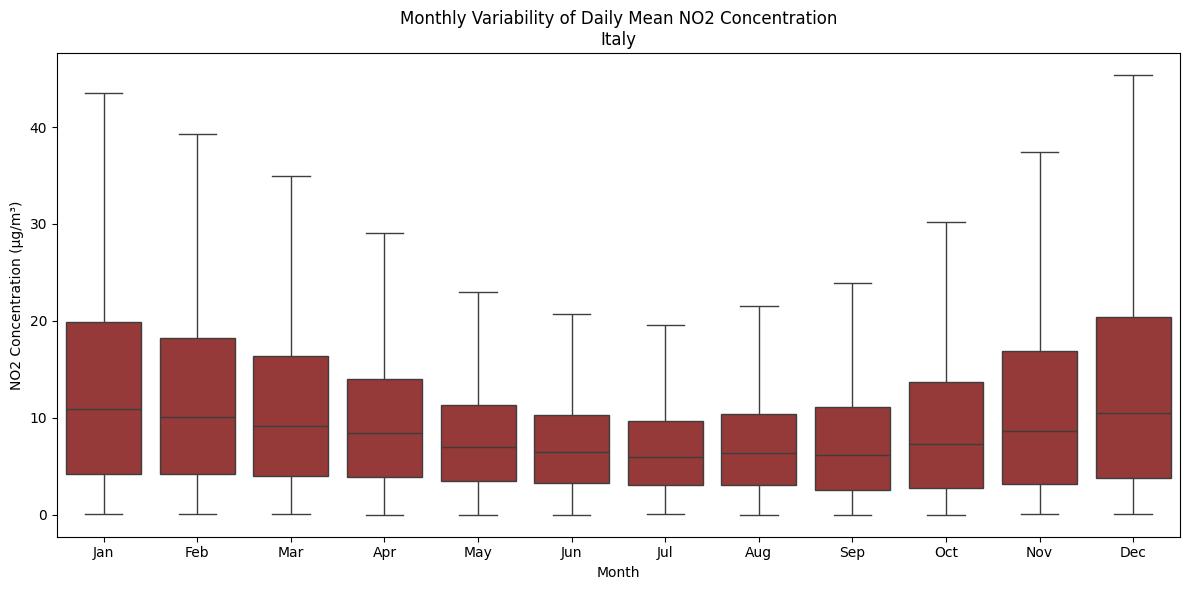 Monthly Variability of Daily Mean NO2 Concentration
Italy
NO2 Concentration (µg/m³)
40
30
20
10
0
Jan Feb Mar Apr May Jun Jul Aug Sep Oct Nov Dec
Month